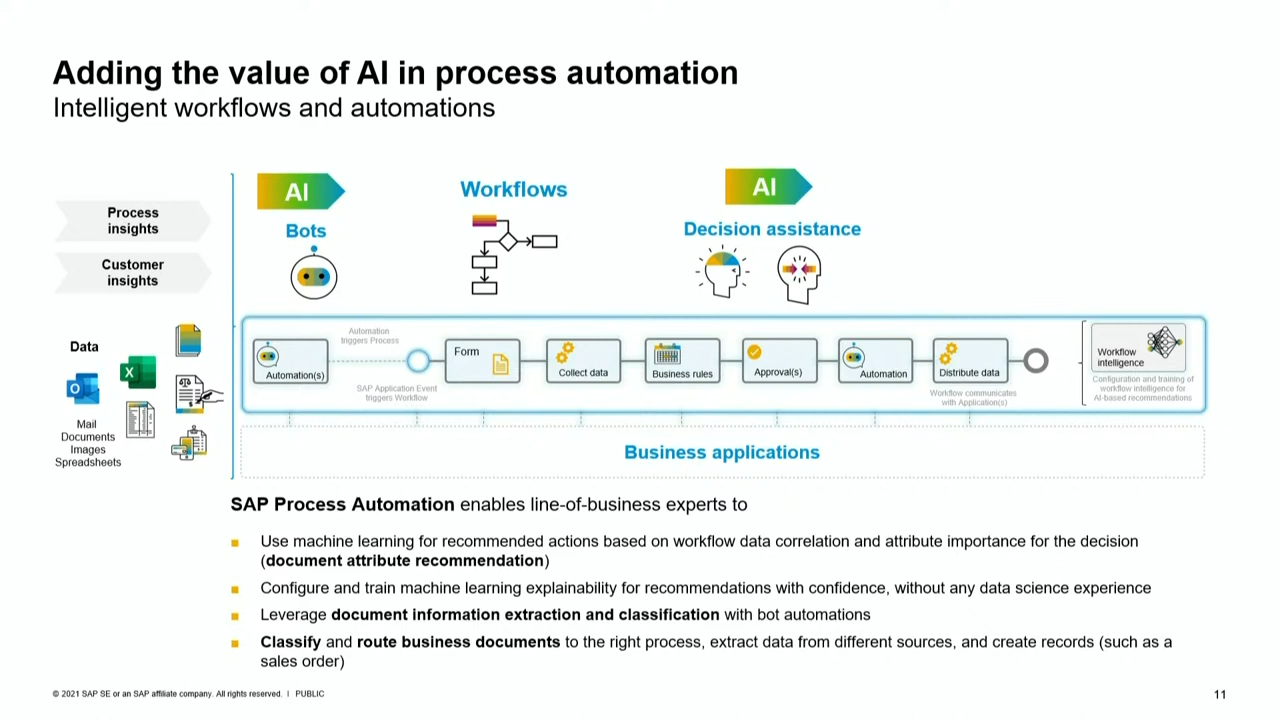 Adding the value of AI in process automation
Intelligent workflows and automations
Process
insights
Customer
insights
Data
X
O
Mail
Documents
Images
Spreadsheets
AI
Bots
Workflows
AI
Decision assistance
Automation(s)
Automation
triggers Process
SAP Application Event
triggers Workflow
Form
Collect data
Business rules
Approval(s)
Automation
Distribute data
Workflow communicates
with Application(s)
Workflow
intelligence
Configuration and training of
workflow intelligence for
AI-based recommendations
Business applications
SAP Process Automation enables line-of-business experts to
■ Use machine learning for recommended actions based on workflow data correlation and attribute importance for the decision
(document attribute recommendation)
■ Configure and train machine learning explainability for recommendations with confidence, without any data science experience
■ Leverage document information extraction and classification with bot automations
■ Classify and route business documents to the right process, extract data from different sources, and create records (such as a
sales order)
© 2021 SAP SE or an SAP affiliate company. All rights reserved. I PUBLIC
11